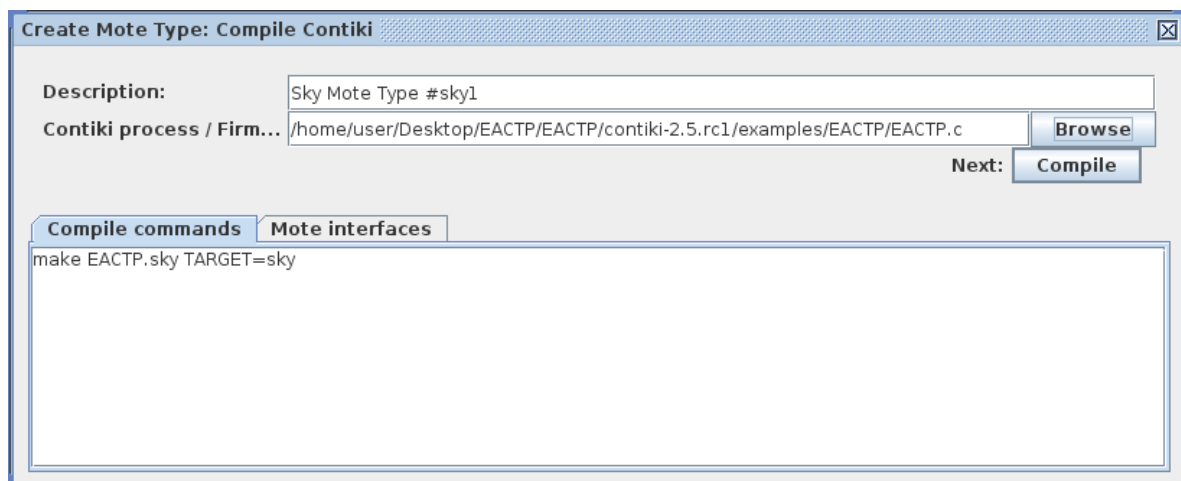 Create Mote Type: Compile Contiki
Description: Sky Mote Type #sky1
Contiki process / Firm... /home/user/Desktop/EACTP/EACTP/contiki-2.5.rc1/examples/EACTP/EACTP.c Browse
Next: Compile
Compile commands Mote interfaces
make EACTP.sky TARGET=sky